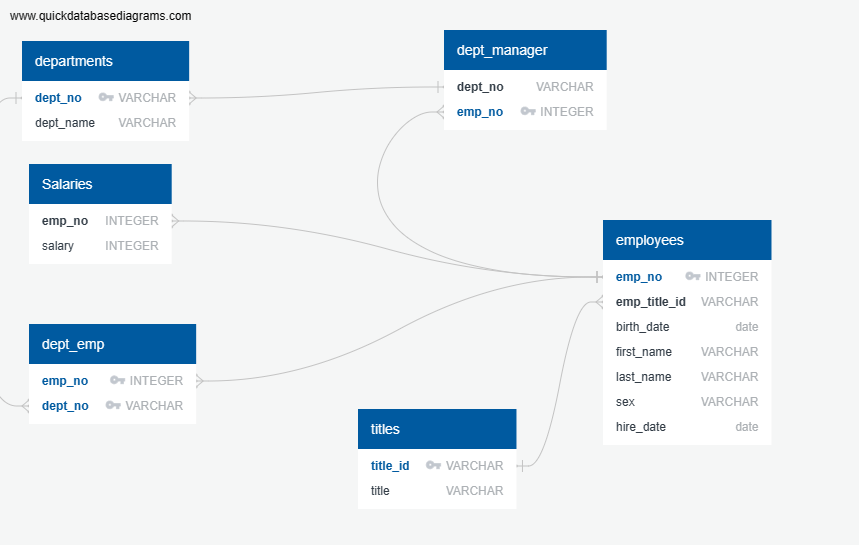 www.quickdatabasediagrams.com
departments
dept_no VARCHAR
dept_name VARCHAR
dept_manager
dept_no VARCHAR
emp_no INTEGER
Salaries
emp_no INTEGER
salary INTEGER
employees
emp_no INTEGER
emp_title_id VARCHAR
birth_date date
first_name VARCHAR
last_name VARCHAR
sex VARCHAR
hire_date date
dept_emp
emp_no INTEGER
dept_no VARCHAR
titles
title_id VARCHAR
title VARCHAR